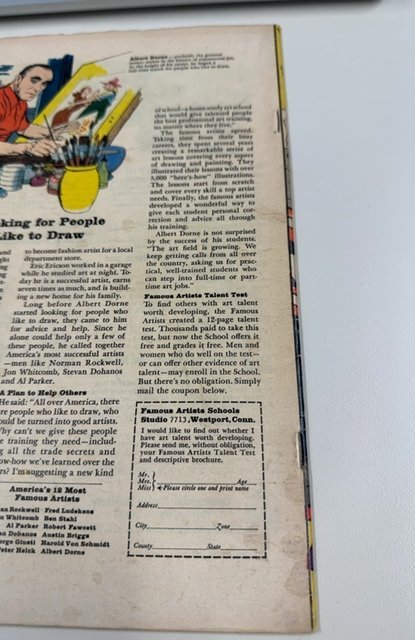 Albert Dorne
of school—a home study art school
that would give talented people
the best professional art training,
no matter where they live."
The famous artists agreed.
Taking time from their busy
careers, they spent several years
creating a remarkable series of
art lessons covering every aspect
of drawing and painting. They
illustrated their lessons with over
5,000 "here's-how" illustrations.
The lessons start from scratch
and cover every skill a top artist
needs. Finally, the famous artists
developed a wonderful way to
give each student personal cor-
rection and advice all through
his training.
Albert Dorne is not surprised
by the success of his students.
"The art field is growing. We
keep getting calls from all over
the country, asking us for prac-
tical, well-trained students who
can step into full-time or part-
time art jobs."
Famous Artists Talent Test
To find others with art talent
worth developing, the Famous
Artists created a 12-page talent
test. Thousands paid to take this
test, but now the School offers it
free and grades it free. Men and
women who do well on the test—
or can offer other evidence of art
talent—may enroll in the School.
But there's no obligation. Simply
mail the coupon below.
king for People
Like to Draw
to become fashion artist for a local
department store.
Eric Ericson worked in a garage
while he studied art at night. To-
day he is a successful artist, earns
seven times as much, and is build-
ing a new home for his family.
Long before Albert Dorne
started looking for people who
like to draw, they came to him
for advice and help. Since he
alone could help only a few of
these people, he called together
America's most successful artists
—men like Norman Rockwell,
Jon Whitcomb, Stevan Dohanos
and Al Parker.
A Plan to Help Others
He said: "All over America, there
re people who like to draw, who
ould be turned into good artists.
Why can't we give these people
e training they need—includ-
g all the trade secrets and
ow-how we've learned over the
rs? I'm suggesting a new kind
America's 12 Most
Famous Artists
an Rockwell Fred Ludekens
n Whitcomb Ben Stahl
Al Parker Robert Fawcett
an Dohanos Austin Briggs
orge Giusti Harold Von Schmidt
Peter Helck Albert Dorne
Famous Artists Schools
Studio 7713, Westport, Conn.
I would like to find out whether I
have art talent worth developing.
Please send me, without obligation,
your Famous Artists Talent Test
and descriptive brochure.
Mr.
Mrs. Age
Miss Please circle one and print name
Address
City Zone
County State